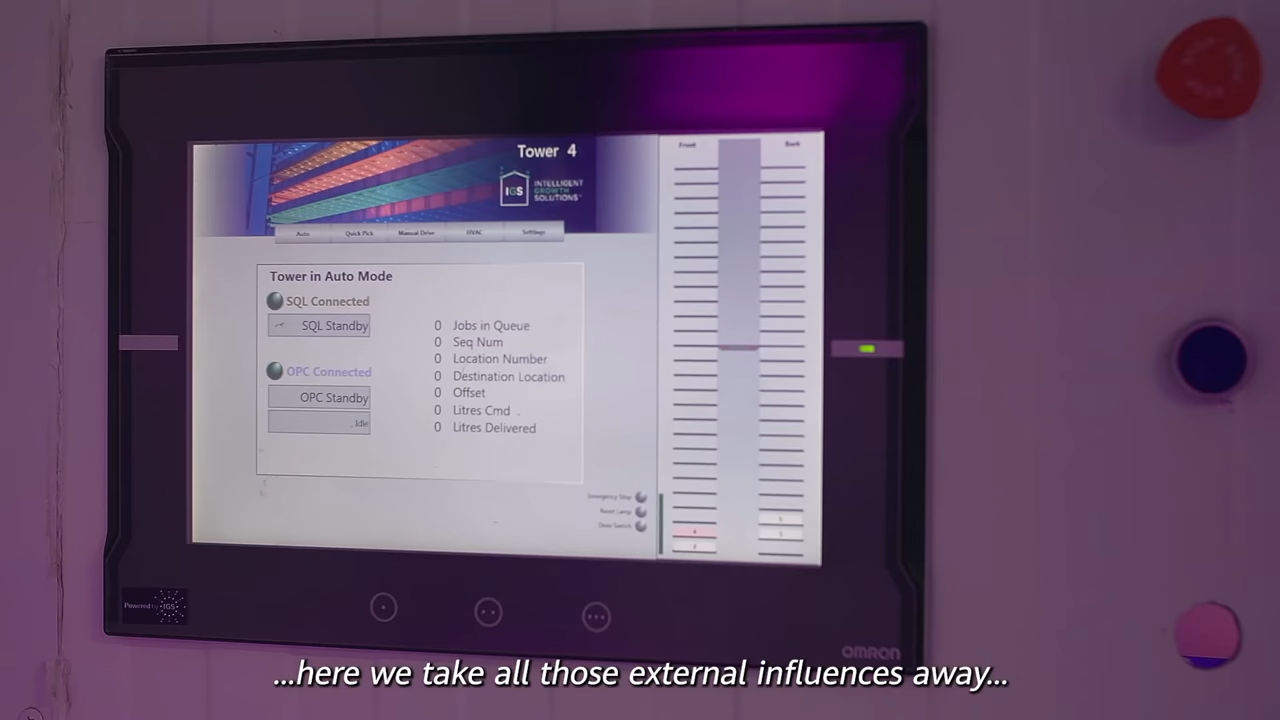 Tower 4
IGS
INTELLIGENT
GROWTH
SOLUTIONS
Auto
Quick Pick
Manual Drive
HVAC
Settings
Tower in Auto Mode
SQL Connected
SQL Standby
OPC Connected
OPC Standby
Idle
0 Jobs in Queue
0 Seq Num
0 Location Number
0 Destination Location
0 Offset
0 Litres Cmd
0 Litres Delivered
Front
Back
Emergency Stop
Reset Lamp
Door Switch
Powered by IGS
OMRON
...here we take all those external influences away...